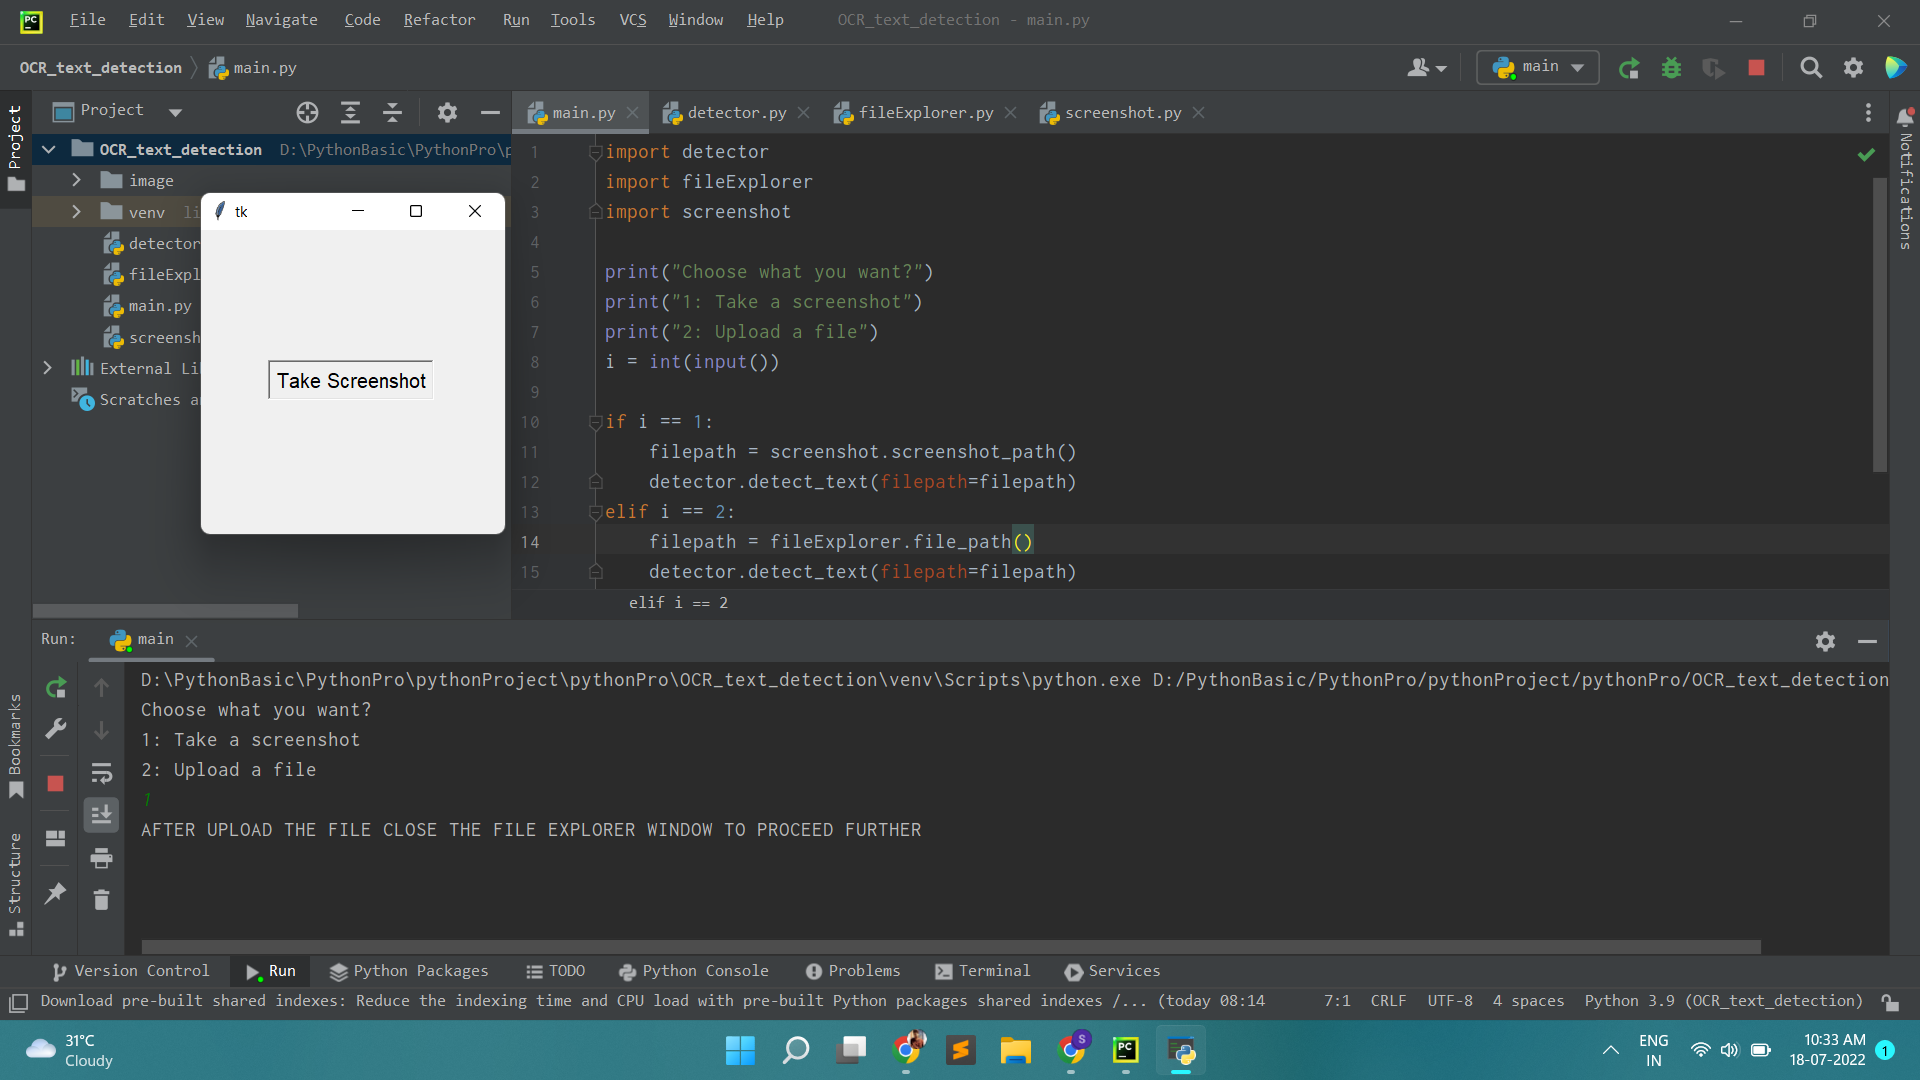 File Edit View Navigate Code Refactor Run Tools VCS Window Help OCR_text_detection - main.py
OCR_text_detection main.py
main
Project
main.py detector.py fileExplorer.py screenshot.py
Project
Notifications
OCR_text_detection D:\PythonBasic\PythonPro\p
image
venv li
detector
fileExpl
main.py
screensh
External Li
Scratches a
tk
Take Screenshot
1 import detector
2 import fileExplorer
3 import screenshot
4
5 print("Choose what you want?")
6 print("1: Take a screenshot")
7 print("2: Upload a file")
8 i = int(input())
9
10 if i == 1:
11 filepath = screenshot.screenshot_path()
12 detector.detect_text(filepath=filepath)
13 elif i == 2:
14 filepath = fileExplorer.file_path()
15 detector.detect_text(filepath=filepath)
elif i == 2
Run: main
D:\PythonBasic\PythonPro\pythonProject\pythonPro\OCR_text_detection\venv\Scripts\python.exe D:/PythonBasic/PythonPro/pythonProject/pythonPro/OCR_text_detection
Choose what you want?
1: Take a screenshot
2: Upload a file
1
AFTER UPLOAD THE FILE CLOSE THE FILE EXPLORER WINDOW TO PROCEED FURTHER
Bookmarks
Structure
Version Control Run Python Packages TODO Python Console Problems Terminal Services
Download pre-built shared indexes: Reduce the indexing time and CPU load with pre-built Python packages shared indexes /... (today 08:14 7:1 CRLF UTF-8 4 spaces Python 3.9 (OCR_text_detection)
31°C
Cloudy
PC
S
PC
ENG
IN
10:33 AM
18-07-2022
1